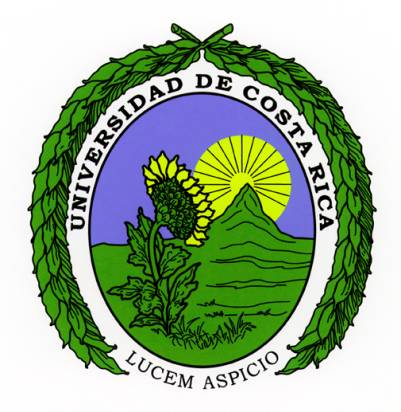 UNIVERSIDAD DE COSTA RICA
LUCEM ASPICIO